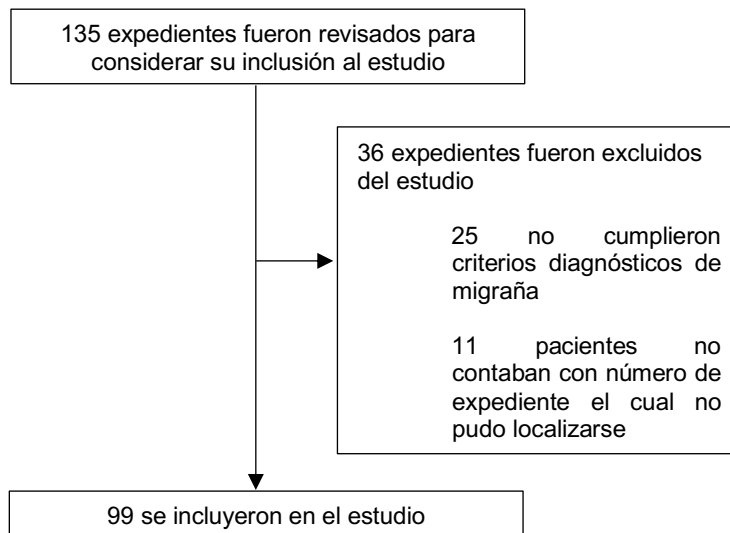 135 expedientes fueron revisados para
considerar su inclusión al estudio
36 expedientes fueron excluidos
del estudio
25 no cumplieron
criterios diagnósticos de
migraña
11 pacientes no
contaban con número de
expediente el cual no
pudo localizarse
99 se incluyeron en el estudio